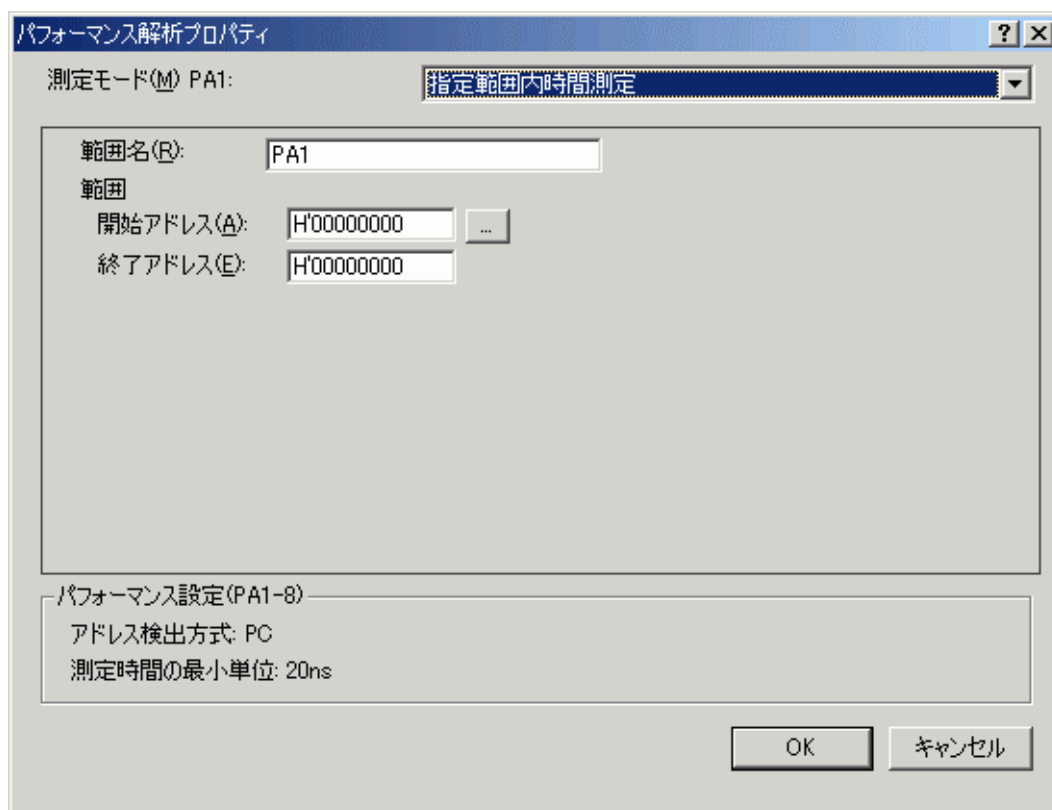 パフォーマンス解析プロパティ
測定モード(M) PA1: 指定範囲内時間測定
範囲名(R): PA1
範囲
開始アドレス(A): H'00000000 ...
終了アドレス(E): H'00000000
パフォーマンス設定(PA1-8)
アドレス検出方式: PC
測定時間の最小単位: 20ns
OK キャンセル